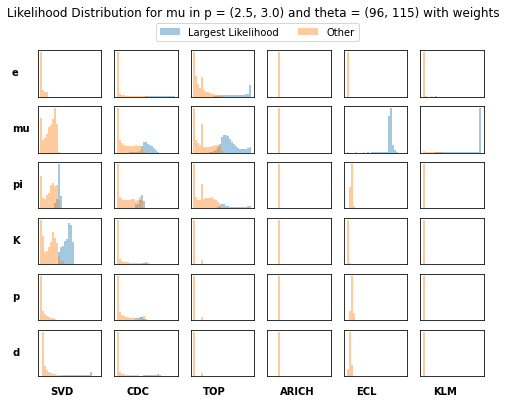 Likelihood Distribution for mu in p = (2.5, 3.0) and theta = (96, 115) with weights
Largest Likelihood Other
e
mu
pi
K
p
d
SVD CDC TOP ARICH ECL KLM